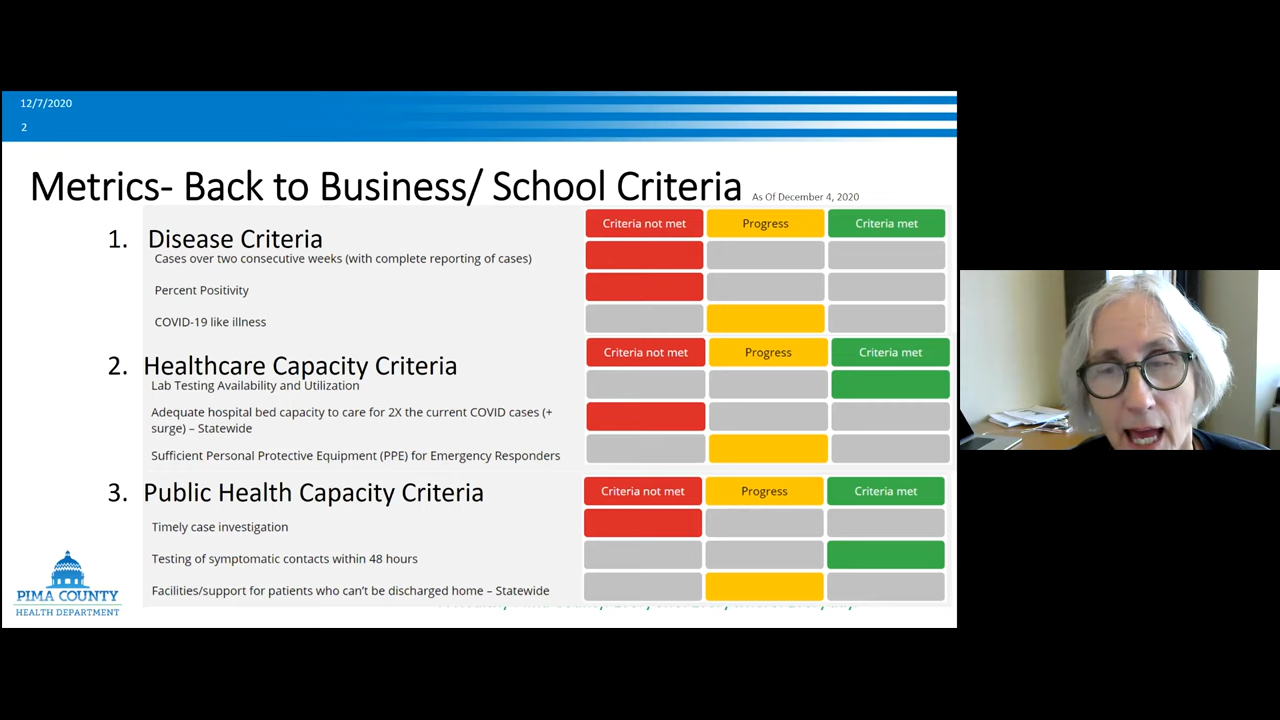 12/7/2020
2
Metrics- Back to Business/ School Criteria As Of December 4, 2020
Criteria not met Progress Criteria met
1. Disease Criteria
Cases over two consecutive weeks (with complete reporting of cases)
Percent Positivity
COVID-19 like illness
Criteria not met Progress Criteria met
2. Healthcare Capacity Criteria
Lab Testing Availability and Utilization
Adequate hospital bed capacity to care for 2X the current COVID cases (+
surge) – Statewide
Sufficient Personal Protective Equipment (PPE) for Emergency Responders
Criteria not met Progress Criteria met
3. Public Health Capacity Criteria
Timely case investigation
Testing of symptomatic contacts within 48 hours
Facilities/support for patients who can't be discharged home – Statewide
PIMA COUNTY
HEALTH DEPARTMENT